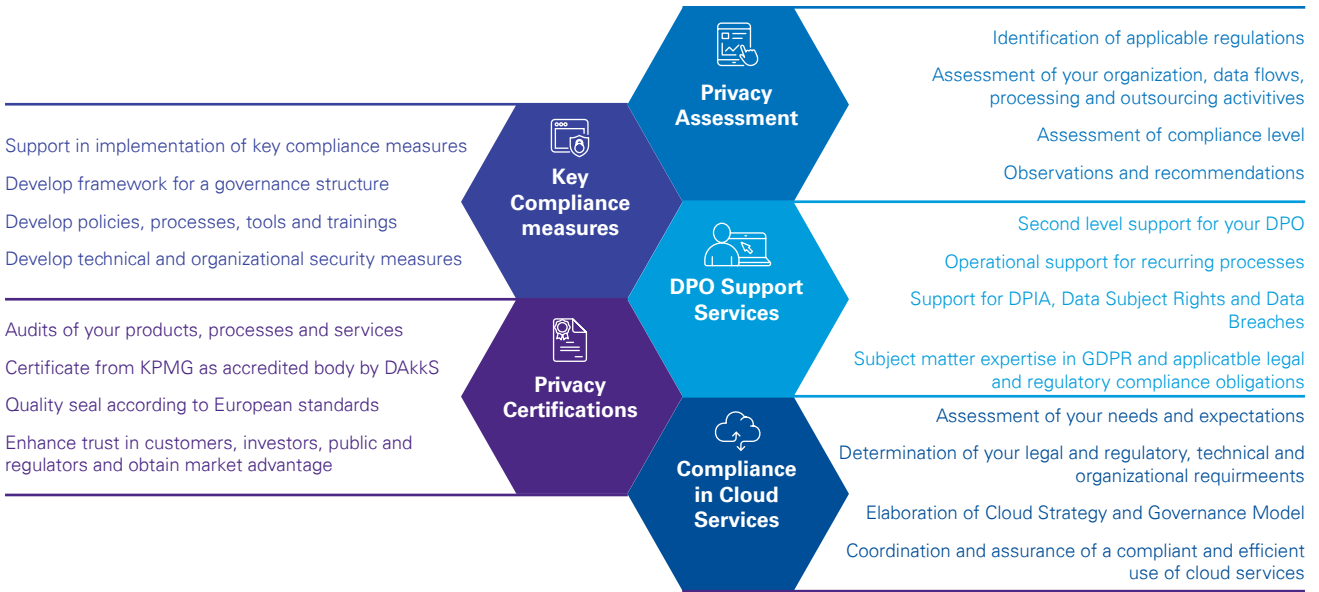 Privacy
Assessment
Identification of applicable regulations
Assessment of your organization, data flows,
processing and outsourcing activitives
Assessment of compliance level
Observations and recommendations
Key
Compliance
measures
Support in implementation of key compliance measures
Develop framework for a governance structure
Develop policies, processes, tools and trainings
Develop technical and organizational security measures
DPO Support
Services
Second level support for your DPO
Operational support for recurring processes
Support for DPIA, Data Subject Rights and Data
Breaches
Subject matter expertise in GDPR and applicatble legal
and regulatory compliance obligations
Privacy
Certifications
Audits of your products, processes and services
Certificate from KPMG as accredited body by DAkkS
Quality seal according to European standards
Enhance trust in customers, investors, public and
regulators and obtain market advantage
Compliance
in Cloud
Services
Assessment of your needs and expectations
Determination of your legal and regulatory, technical and
organizational requirmeents
Elaboration of Cloud Strategy and Governance Model
Coordination and assurance of a compliant and efficient
use of cloud services